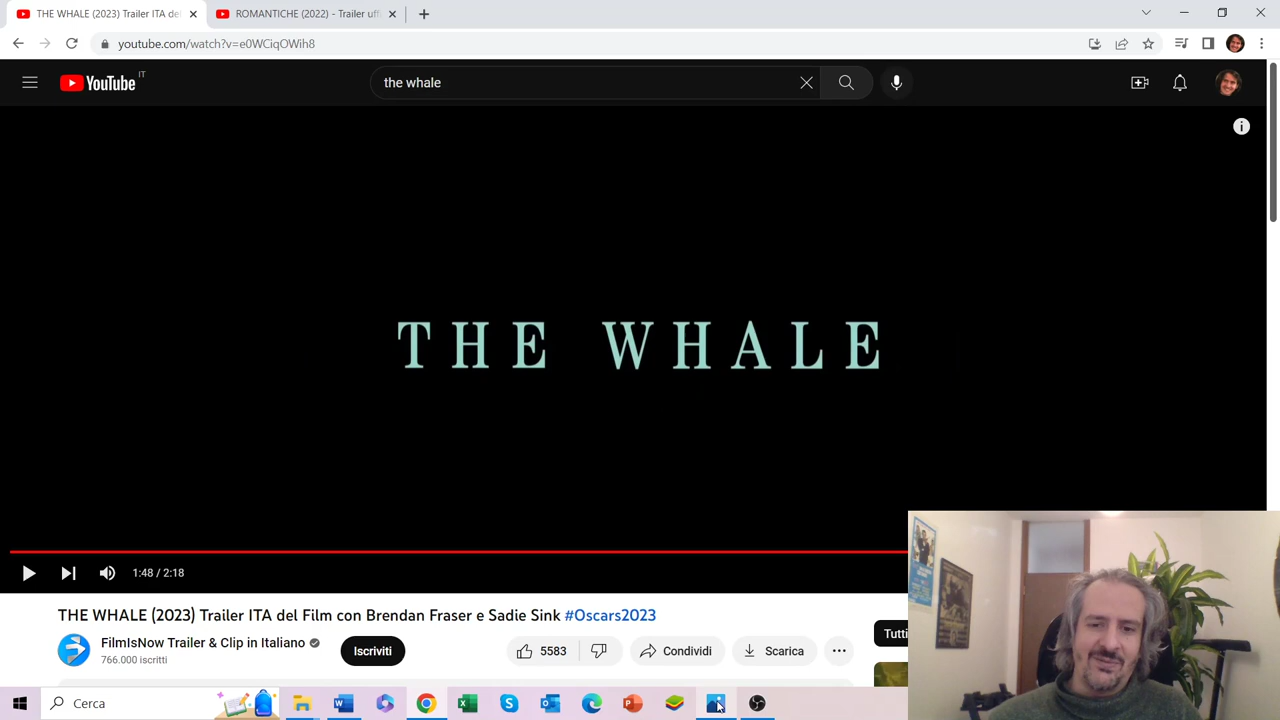 THE WHALE (2023) Trailer ITA del
ROMANTICHE (2022) - Trailer uff
youtube.com/watch?v=e0WCiqOWih8
YouTube IT
the whale
THE WHALE
1:48 / 2:18
THE WHALE (2023) Trailer ITA del Film con Brendan Fraser e Sadie Sink #Oscars2023
FilmIsNow Trailer & Clip in Italiano
766.000 iscritti
Iscriviti
5583
Condividi
Scarica
Tutti
Cerca